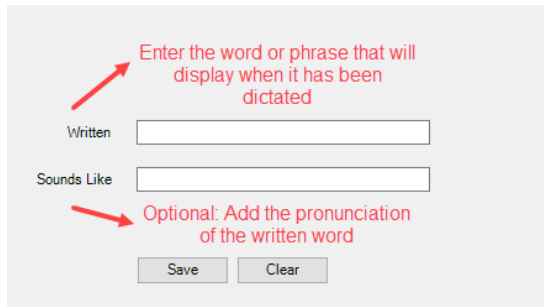 Enter the word or phrase that will
display when it has been
dictated
Written
Sounds Like
Optional: Add the pronunciation
of the written word
Save Clear